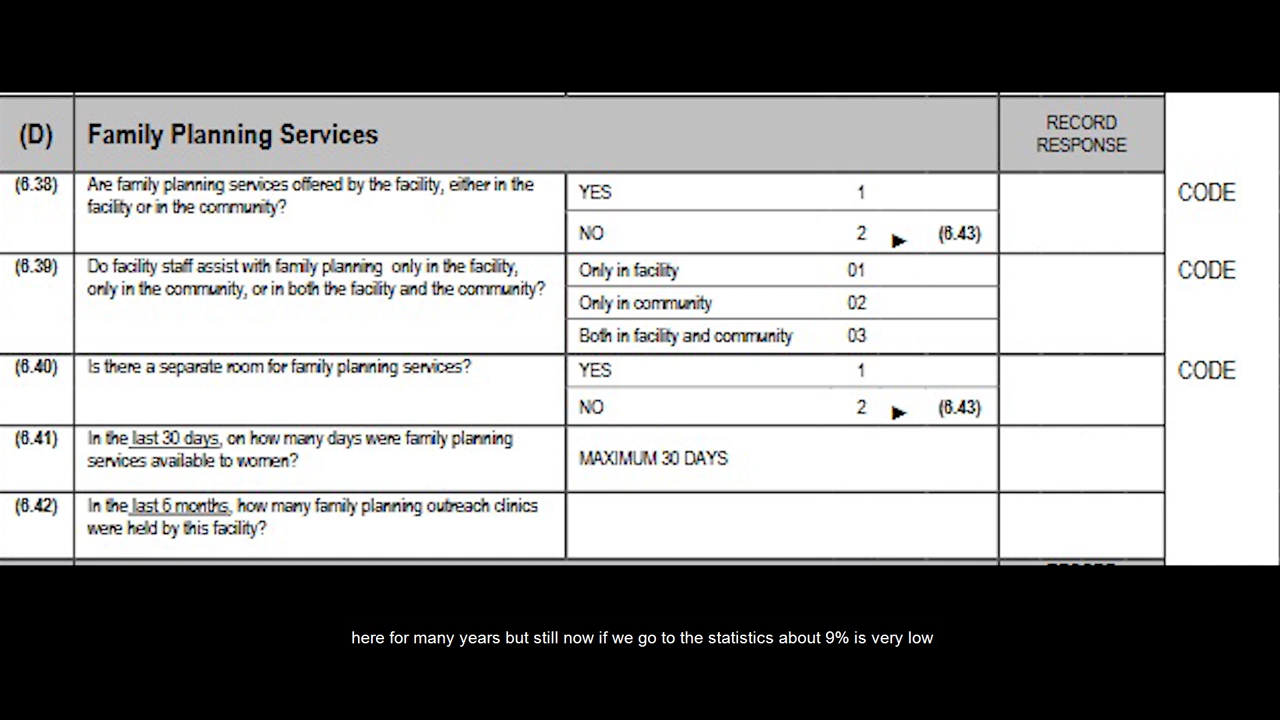 (D) Family Planning Services RECORD
RESPONSE
(6.38) Are family planning services offered by the facility, either in the
facility or in the community?
YES 1
NO 2 ► (6.43)
CODE
(6.39) Do facility staff assist with family planning only in the facility,
only in the community, or in both the facility and the community?
Only in facility 01
Only in community 02
Both in facility and community 03
CODE
(6.40) Is there a separate room for family planning services?
YES 1
NO 2 ► (6.43)
CODE
(6.41) In the last 30 days, on how many days were family planning
services available to women?
MAXIMUM 30 DAYS
(6.42) In the last 6 months, how many family planning outreach clinics
were held by this facility?
here for many years but still now if we go to the statistics about 9% is very low